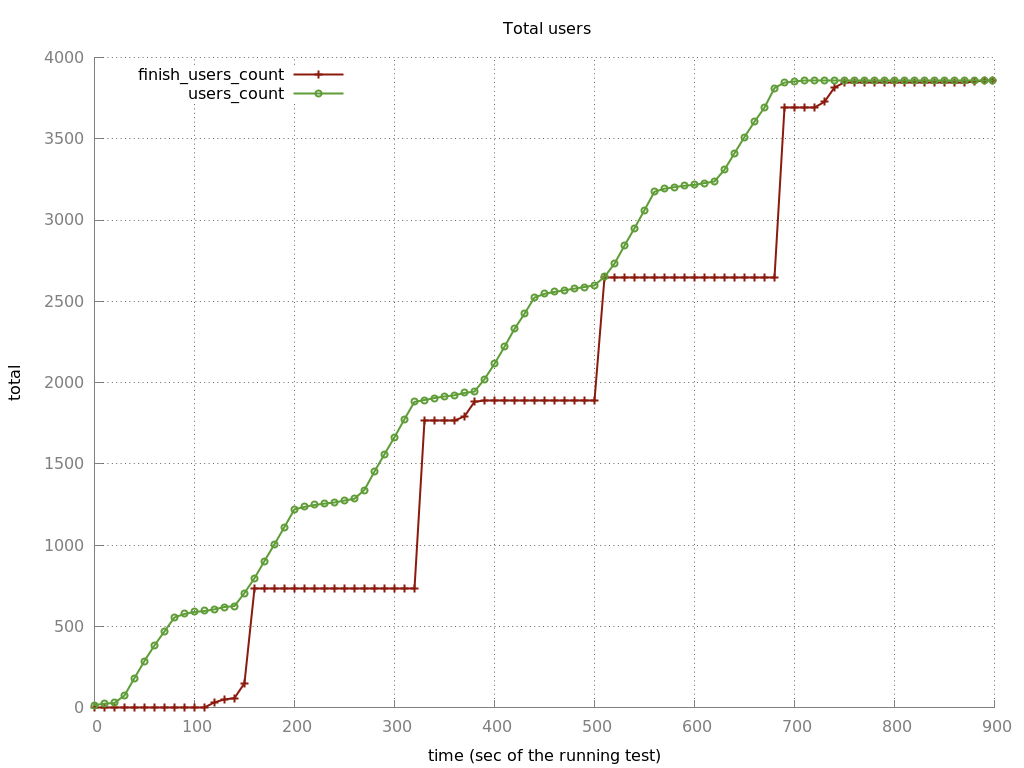 Total users
4000
3500
3000
2500
2000
1500
1000
500
0
finish_users_count
users_count
total
0 100 200 300 400 500 600 700 800 900
time (sec of the running test)